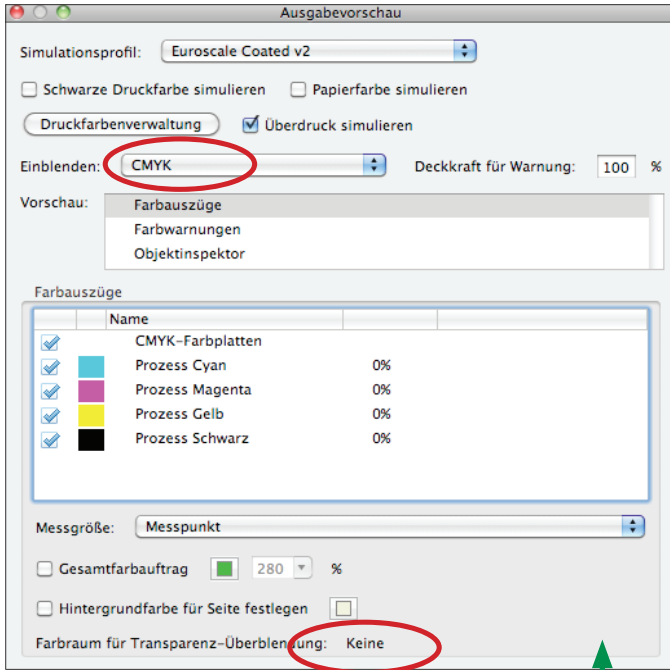 Ausgabevorschau
Simulationsprofil: Euroscale Coated v2
Schwarze Druckfarbe simulieren Papierfarbe simulieren
Druckfarbenverwaltung Überdruck simulieren
Einblenden: CMYK Deckkraft für Warnung: 100 %
Vorschau: Farbauszüge
Farbwarnungen
Objektinspektor
Farbauszüge
Name
CMYK-Farbplatten
Prozess Cyan 0%
Prozess Magenta 0%
Prozess Gelb 0%
Prozess Schwarz 0%
Messgröße: Messpunkt
Gesamtfarbauftrag 280 %
Hintergrundfarbe für Seite festlegen
Farbraum für Transparenz-Überblendung: Keine